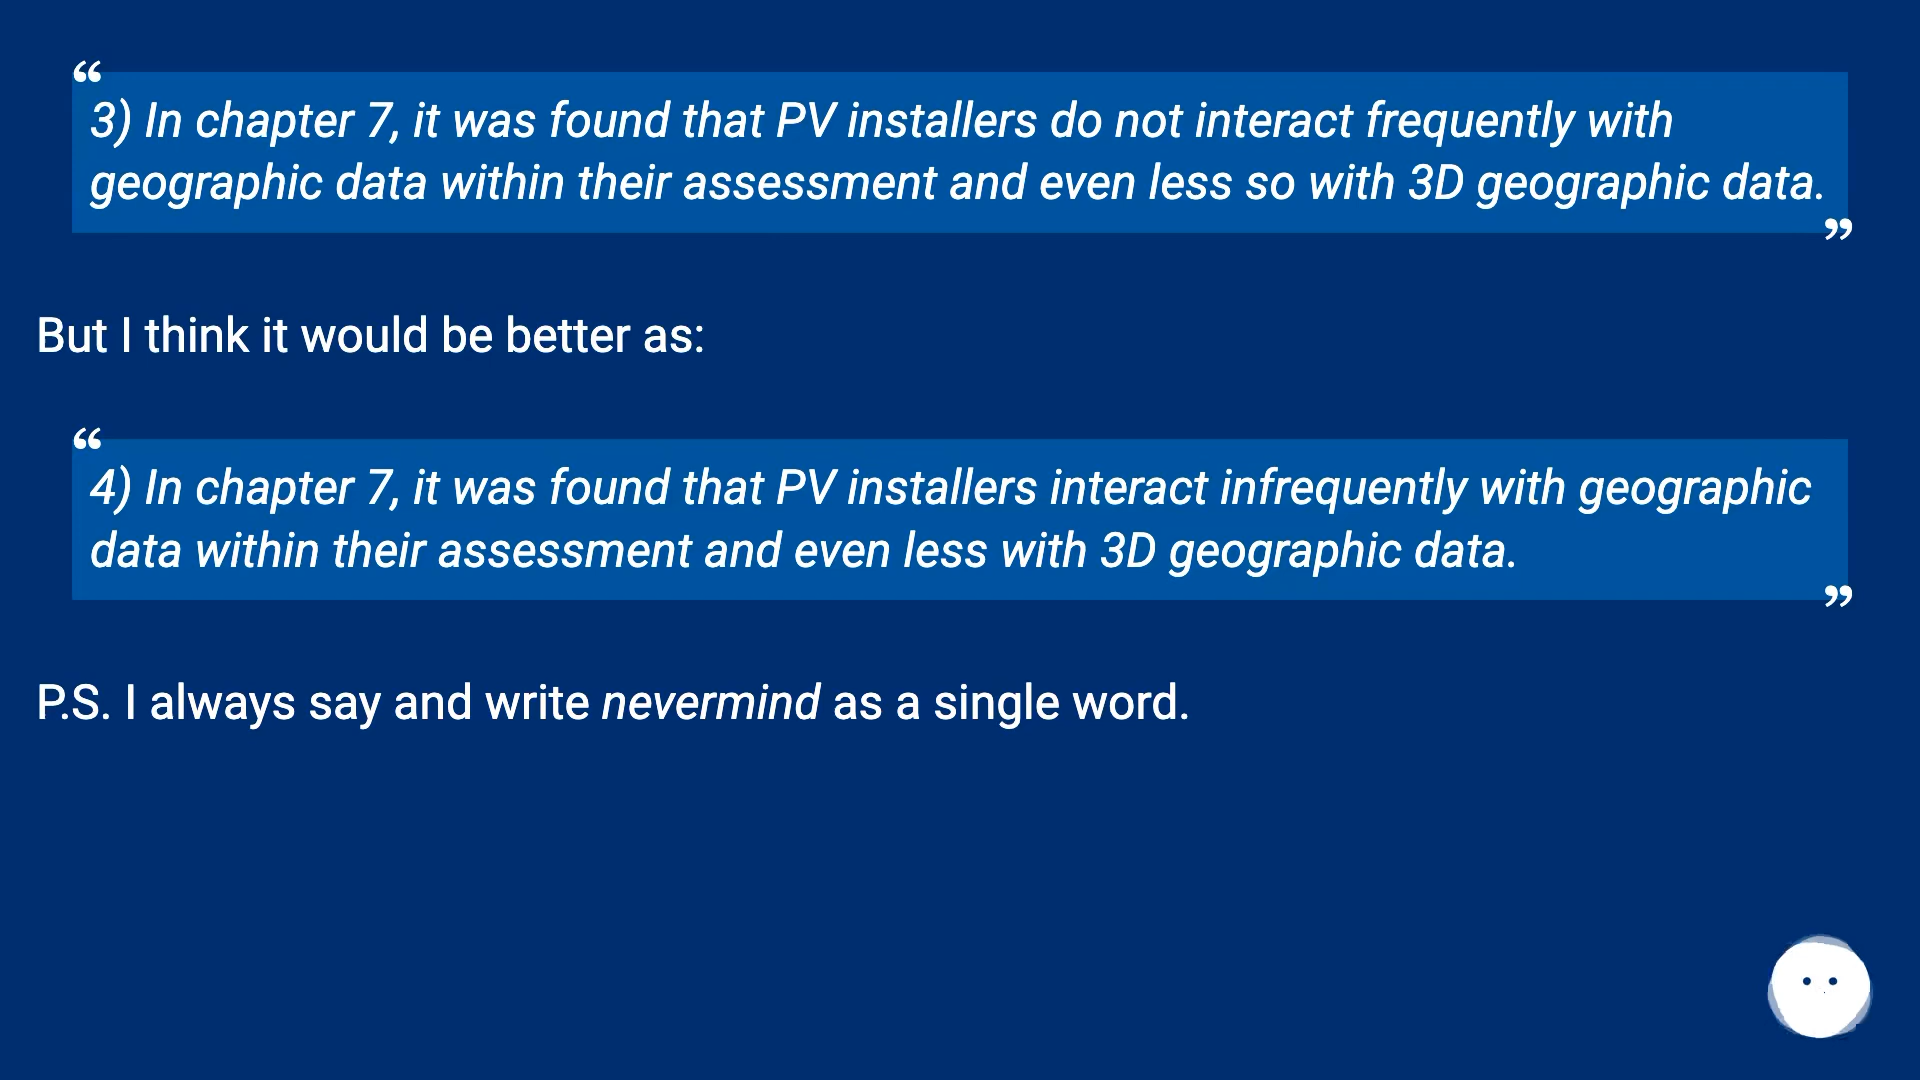 “
3) In chapter 7, it was found that PV installers do not interact frequently with
geographic data within their assessment and even less so with 3D geographic data.
”
But I think it would be better as:
“
4) In chapter 7, it was found that PV installers interact infrequently with geographic
data within their assessment and even less with 3D geographic data.
”
P.S. I always say and write nevermind as a single word.